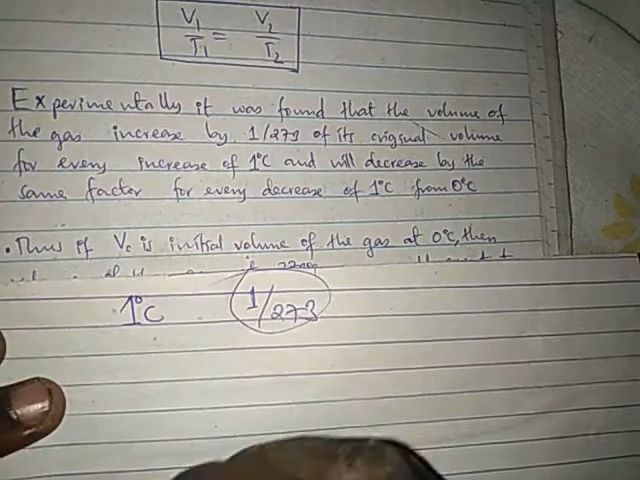 V1/T1 = V2/T2
Experimentally it was found that the volume of
the gas increase by 1/273 of its original volume
for every increase of 1°C and will decrease by the
same factor for every decrease of 1°C from 0°C
• Thus if Vo is initial volume of the gas at 0°C, then
1°C 1/273